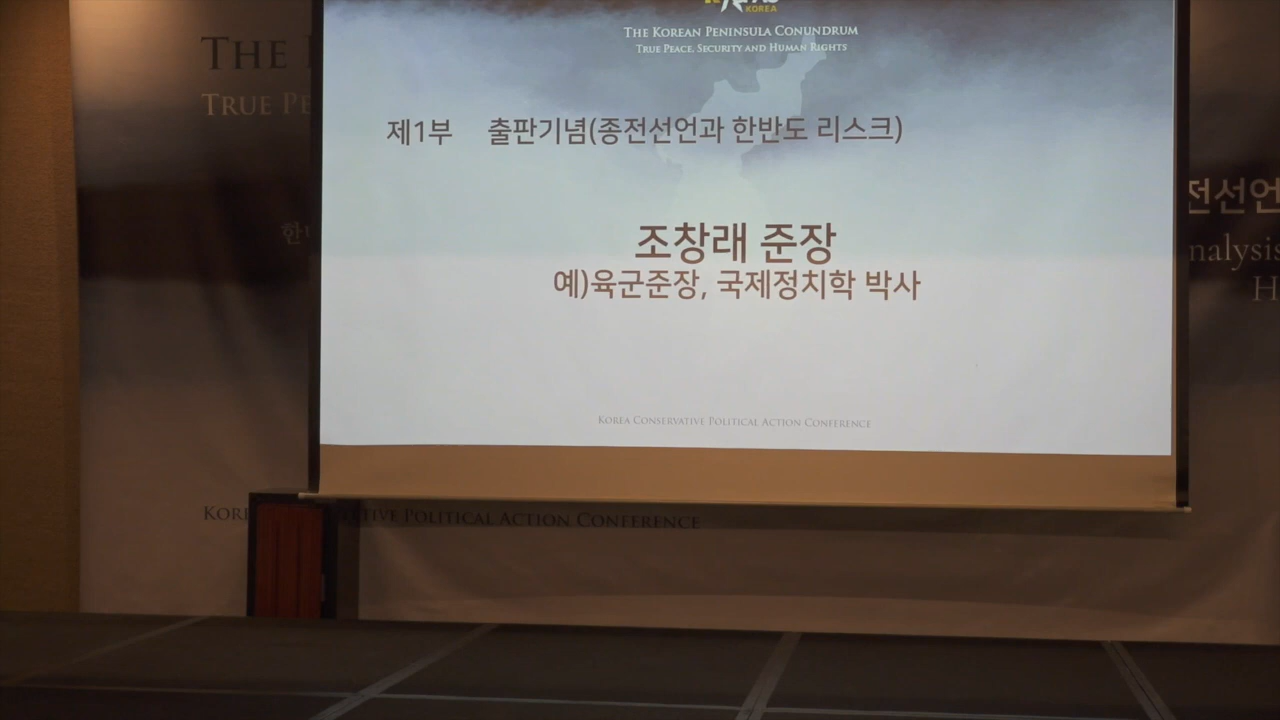 KOREA
THE KOREAN PENINSULA CONUNDRUM
TRUE PEACE, SECURITY AND HUMAN RIGHTS
제1부 출판기념(종전선언과 한반도 리스크)
조창래 준장
예)육군준장, 국제정치학 박사
KOREA CONSERVATIVE POLITICAL ACTION CONFERENCE
THE
TRUE
전선언
nalysis
H
POLITICAL ACTION CONFERENCE